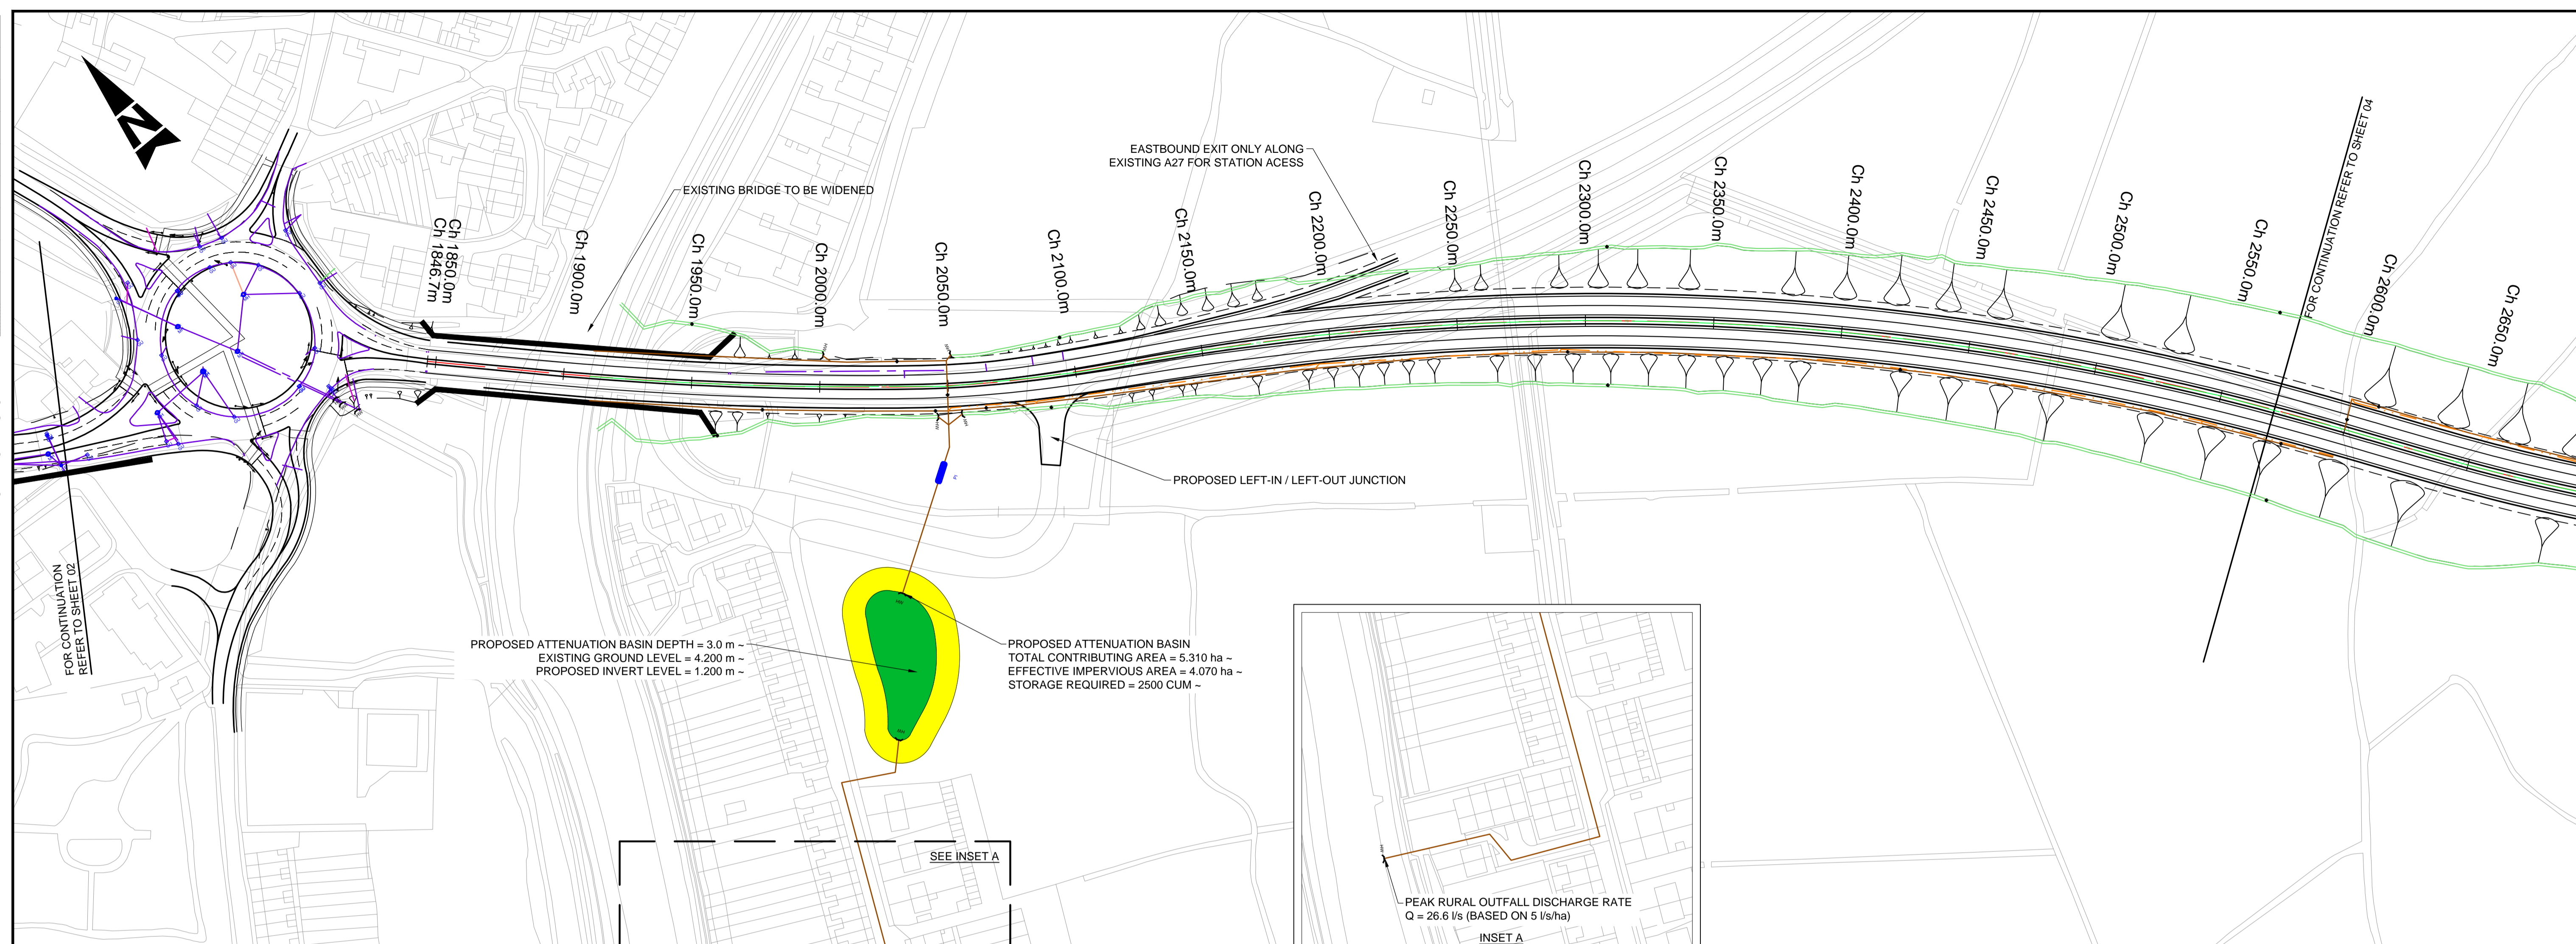 N
EXISTING BRIDGE TO BE WIDENED
EASTBOUND EXIT ONLY ALONG
EXISTING A27 FOR STATION ACESS
Ch 1846.7m
Ch 1850.0m
Ch 1900.0m
Ch 1950.0m
Ch 2000.0m
Ch 2050.0m
Ch 2100.0m
Ch 2150.0m
Ch 2200.0m
Ch 2250.0m
Ch 2300.0m
Ch 2350.0m
Ch 2400.0m
Ch 2450.0m
Ch 2500.0m
Ch 2550.0m
FOR CONTINUATION REFER TO SHEET 04
Ch 2600.0m
Ch 2650.0m
PROPOSED LEFT-IN / LEFT-OUT JUNCTION
FOR CONTINUATION
REFER TO SHEET 02
PROPOSED ATTENUATION BASIN DEPTH = 3.0 m ~
EXISTING GROUND LEVEL = 4.200 m ~
PROPOSED INVERT LEVEL = 1.200 m ~
PROPOSED ATTENUATION BASIN
TOTAL CONTRIBUTING AREA = 5.310 ha ~
EFFECTIVE IMPERVIOUS AREA = 4.070 ha ~
STORAGE REQUIRED = 2500 CUM ~
SEE INSET A
PEAK RURAL OUTFALL DISCHARGE RATE
Q = 26.6 l/s (BASED ON 5 l/s/ha)
INSET A